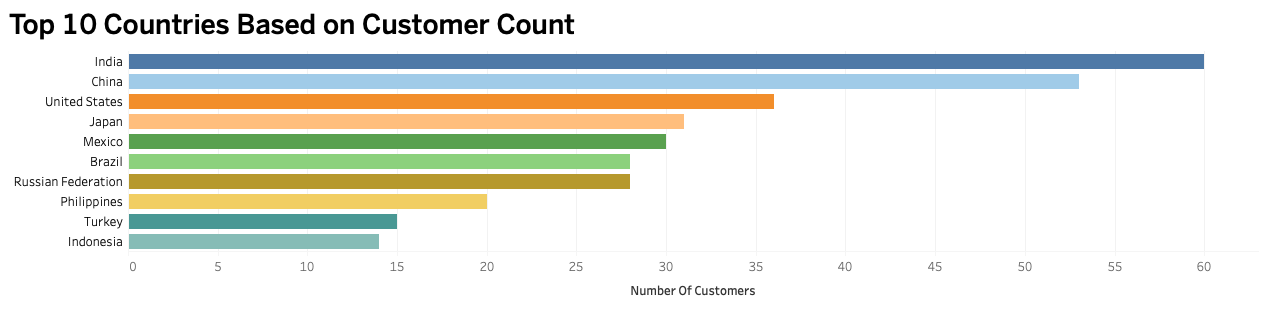 Top 10 Countries Based on Customer Count
India
China
United States
Japan
Mexico
Brazil
Russian Federation
Philippines
Turkey
Indonesia
0 5 10 15 20 25 30 35 40 45 50 55 60
Number Of Customers